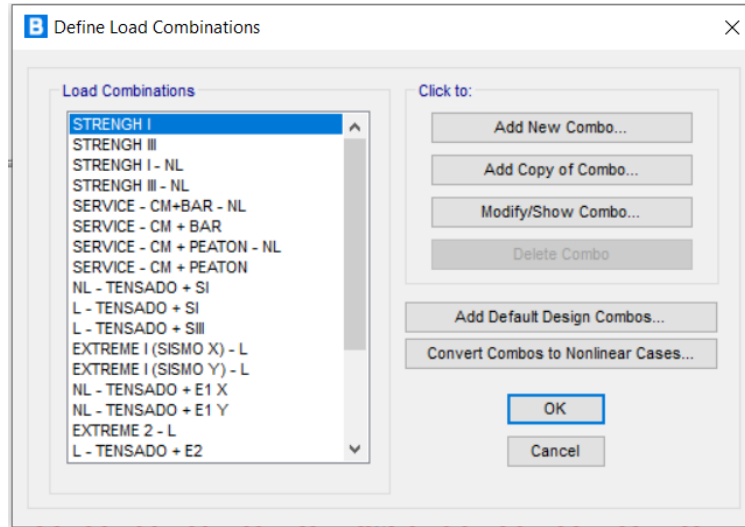 B Define Load Combinations
Load Combinations
STRENGH I
STRENGH III
STRENGH I - NL
STRENGH III - NL
SERVICE - CM+BAR - NL
SERVICE - CM + BAR
SERVICE - CM + PEATON - NL
SERVICE - CM + PEATON
NL - TENSADO + SI
L - TENSADO + SI
L - TENSADO + SIII
EXTREME I (SISMO X) - L
EXTREME I (SISMO Y) - L
NL - TENSADO + E1 X
NL - TENSADO + E1 Y
EXTREME 2 - L
L - TENSADO + E2
Click to:
Add New Combo...
Add Copy of Combo...
Modify/Show Combo...
Delete Combo
Add Default Design Combos...
Convert Combos to Nonlinear Cases...
OK
Cancel